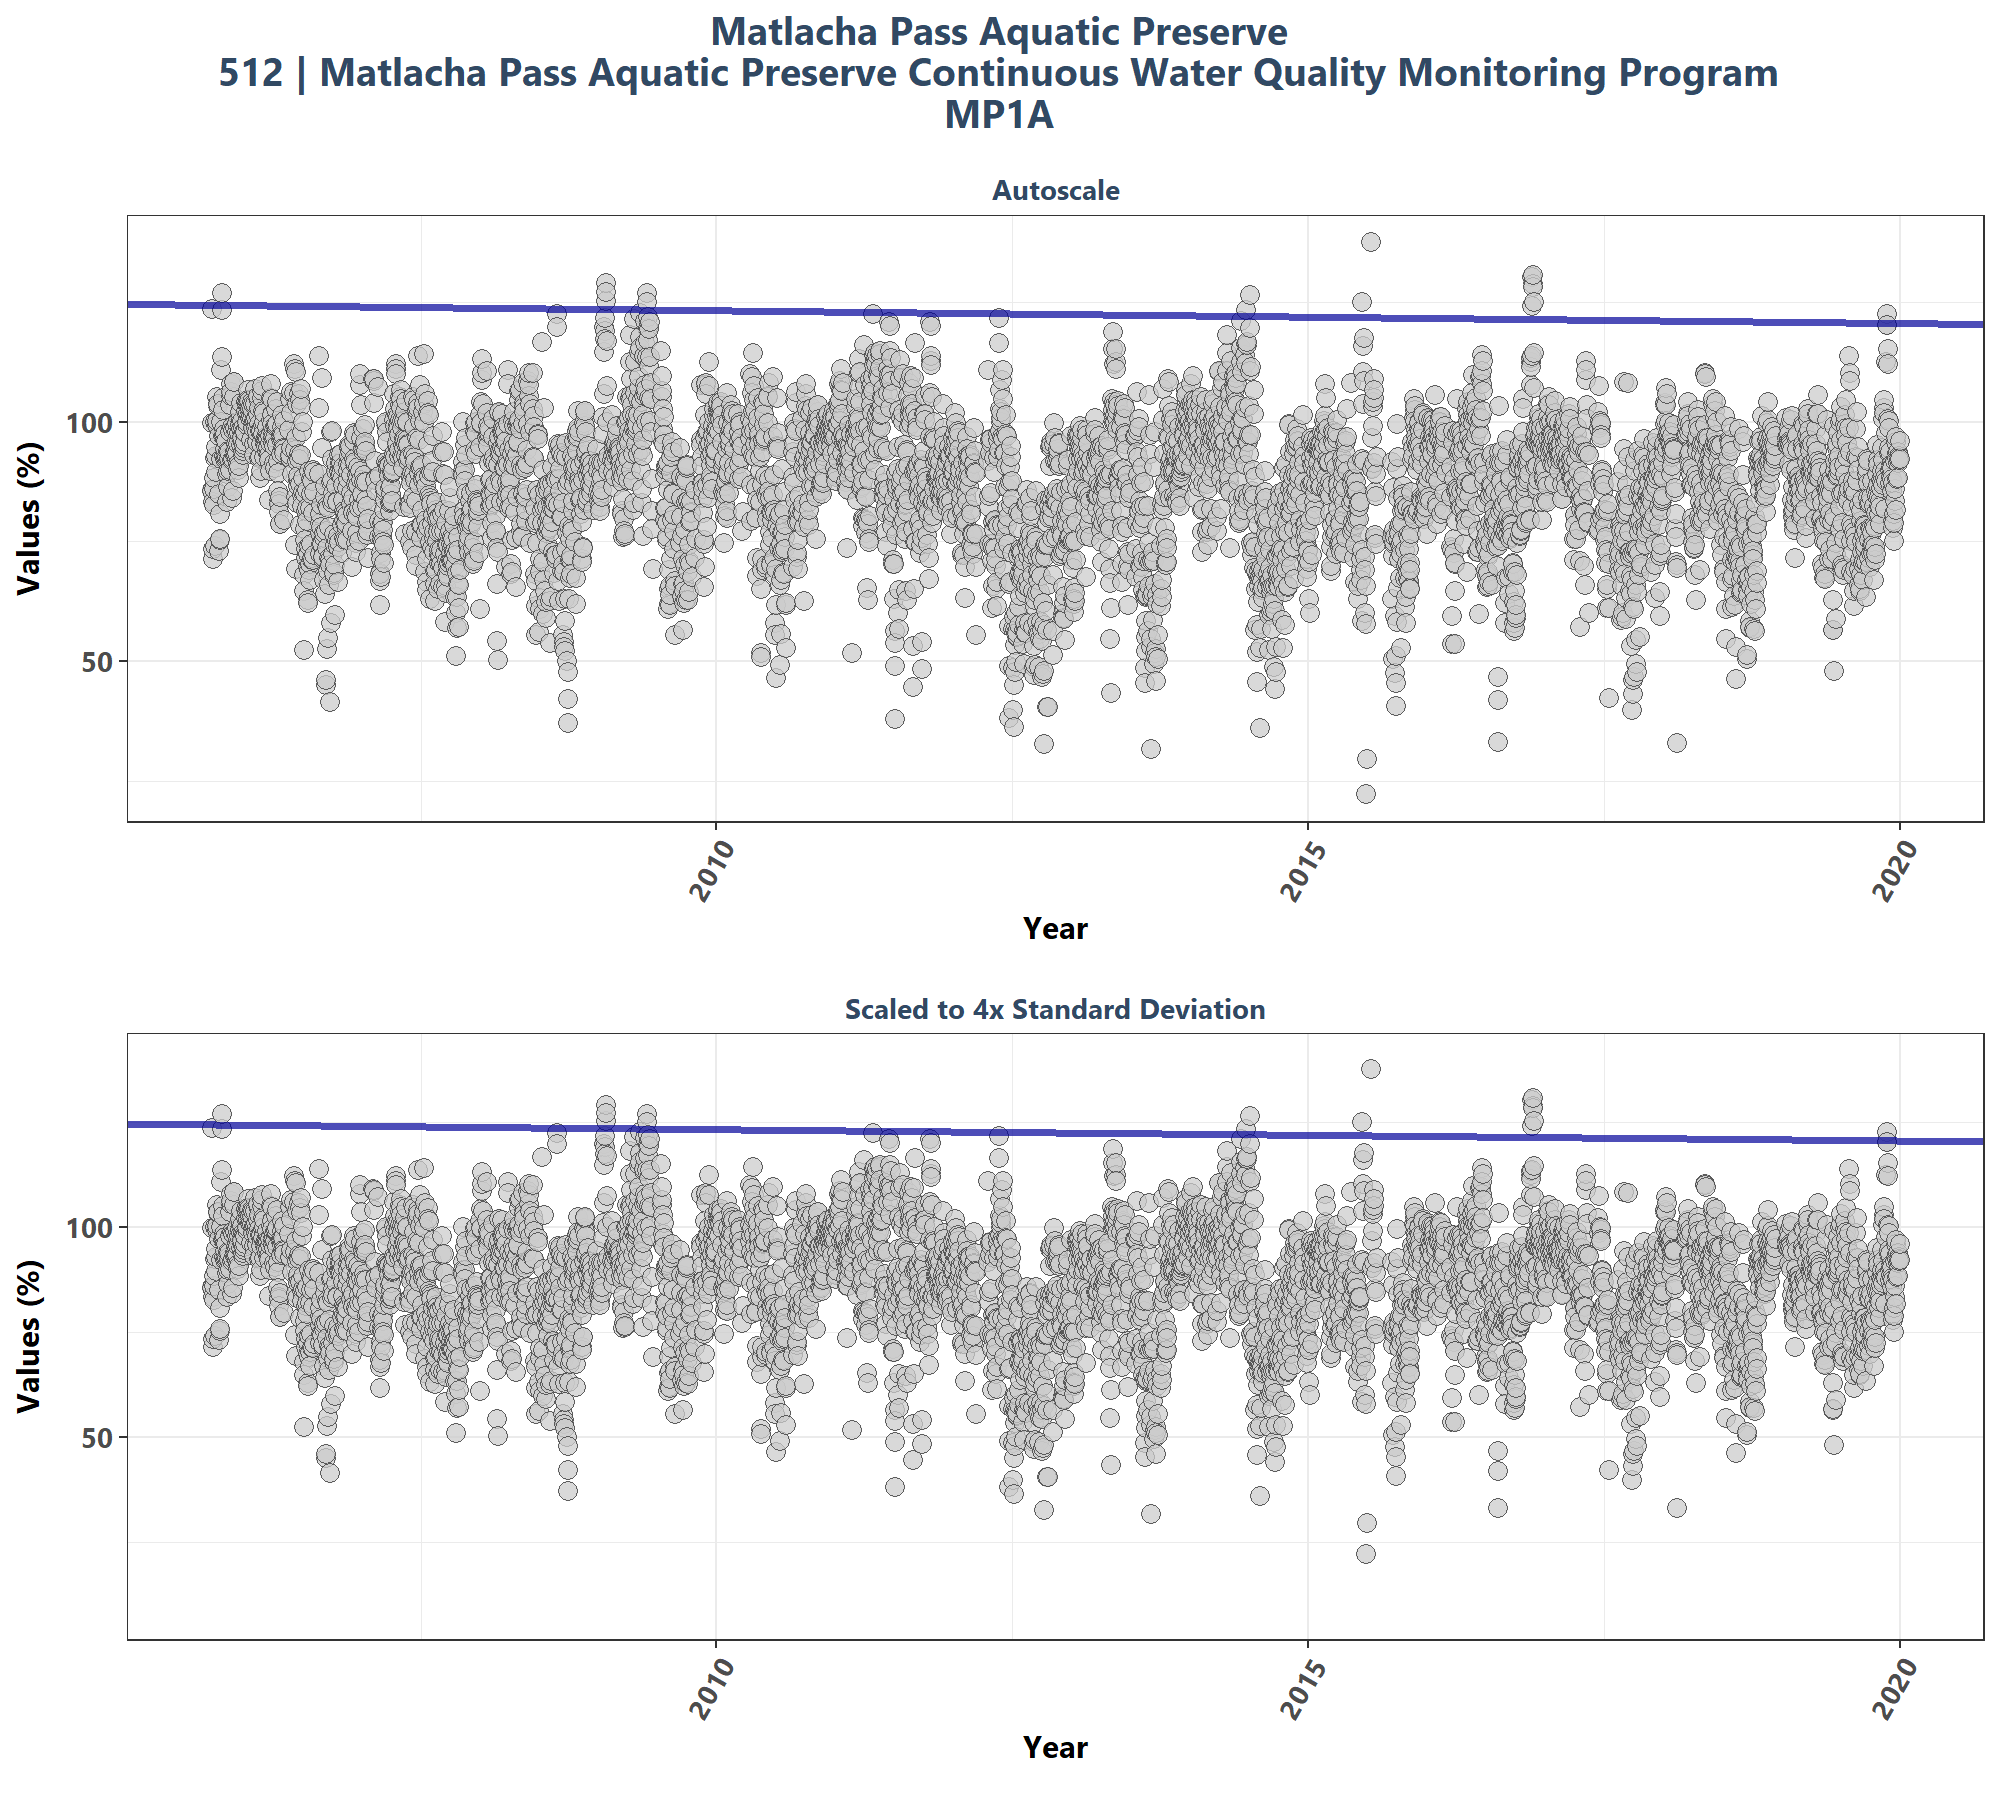 Matlacha Pass Aquatic Preserve
512 | Matlacha Pass Aquatic Preserve Continuous Water Quality Monitoring Program
MP1A
Autoscale
Values (%)
100
50
2010
2015
2020
Year
Scaled to 4x Standard Deviation
Values (%)
100
50
2010
2015
2020
Year